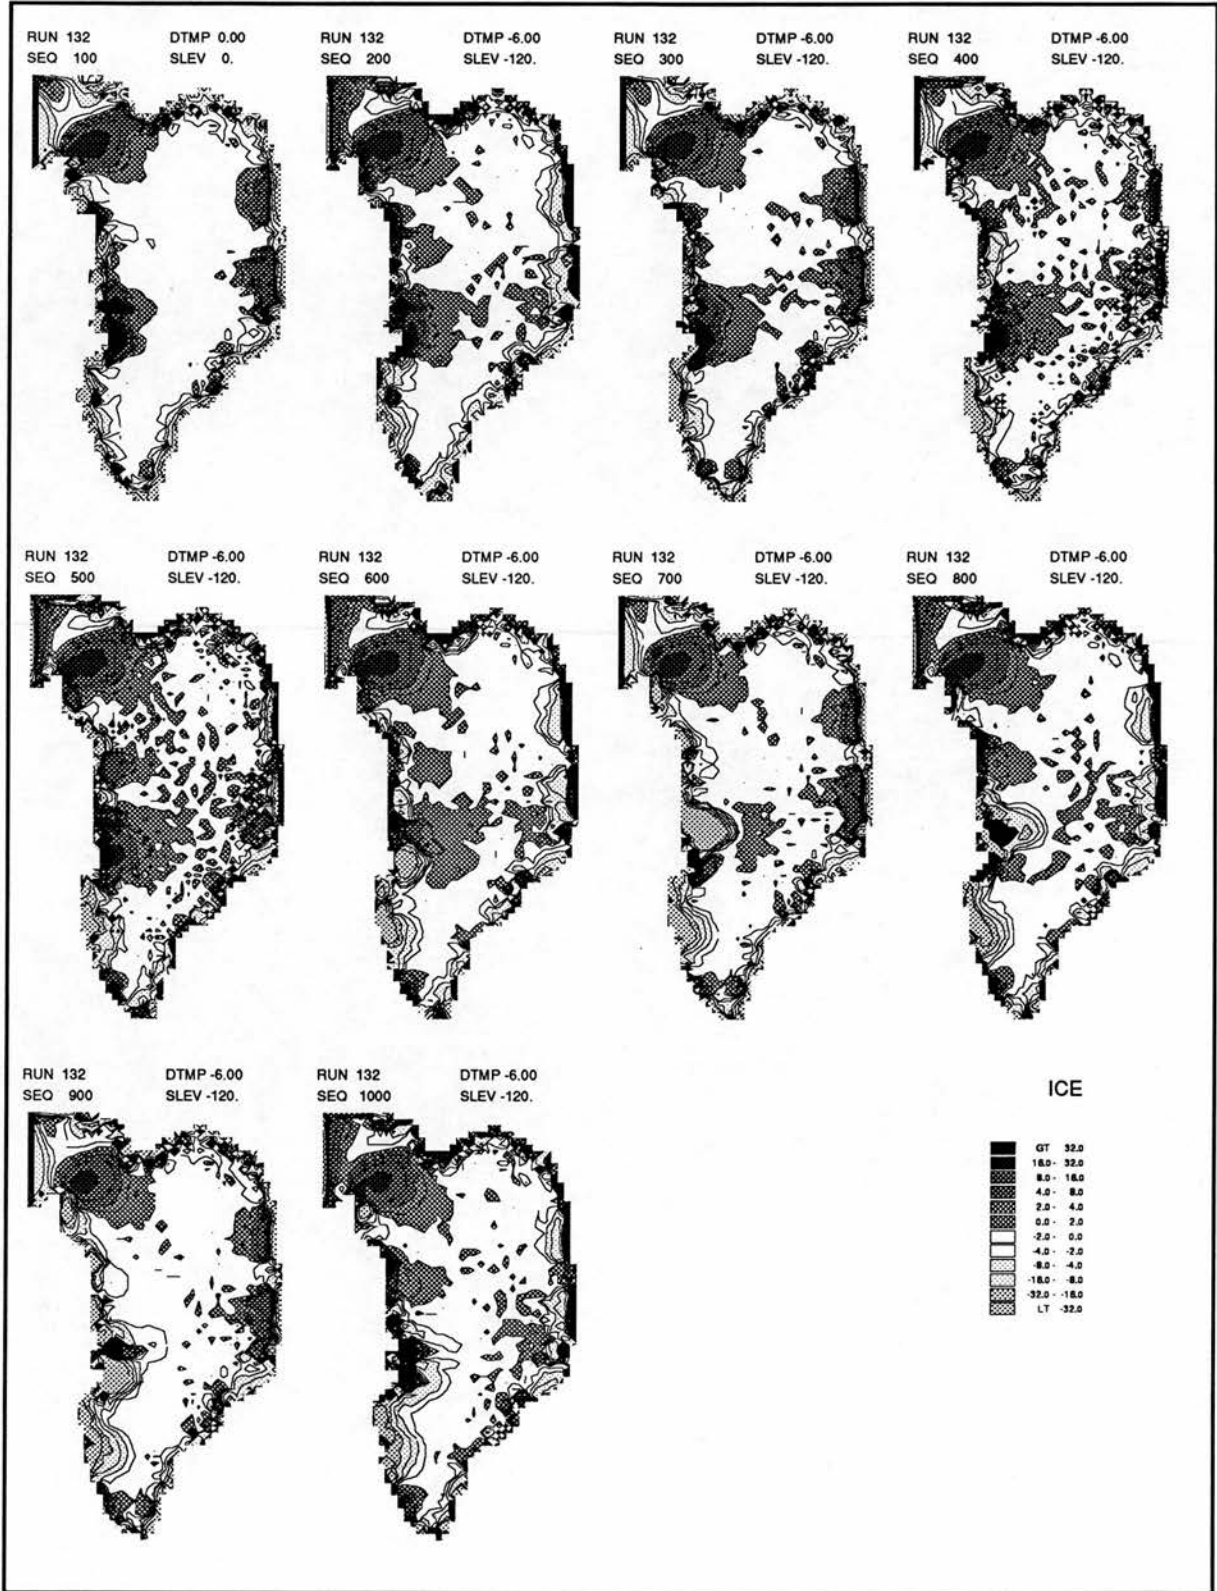 RUN 132 DTMP 0.00
SEQ 100 SLEV 0.
RUN 132 DTMP -6.00
SEQ 200 SLEV -120.
RUN 132 DTMP -6.00
SEQ 300 SLEV -120.
RUN 132 DTMP -6.00
SEQ 400 SLEV -120.
RUN 132 DTMP -6.00
SEQ 500 SLEV -120.
RUN 132 DTMP -6.00
SEQ 600 SLEV -120.
RUN 132 DTMP -6.00
SEQ 700 SLEV -120.
RUN 132 DTMP -6.00
SEQ 800 SLEV -120.
RUN 132 DTMP -6.00
SEQ 900 SLEV -120.
RUN 132 DTMP -6.00
SEQ 1000 SLEV -120.
ICE
GT 32.0
16.0 - 32.0
8.0 - 16.0
4.0 - 8.0
2.0 - 4.0
0.0 - 2.0
-2.0 - 0.0
-4.0 - -2.0
-8.0 - -4.0
-16.0 - -8.0
-32.0 - -16.0
LT -32.0